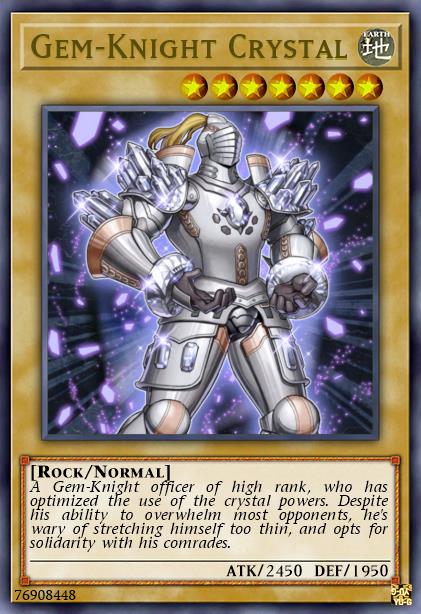 GEM-KNIGHT CRYSTAL
EARTH
地
[ROCK/NORMAL]
A Gem-Knight officer of high rank, who has
optimized the use of the crystal powers. Despite
his ability to overwhelm most opponents, he's
wary of stretching himself too thin, and opts for
solidarity with his comrades.
ATK/2450 DEF/1950
76908448